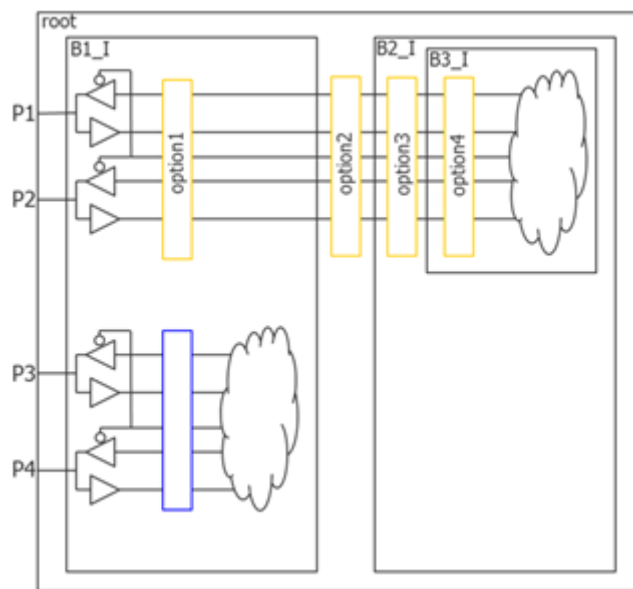 root
B1_I
B2_I
B3_I
P1
P2
option1
option2
option3
option4
P3
P4